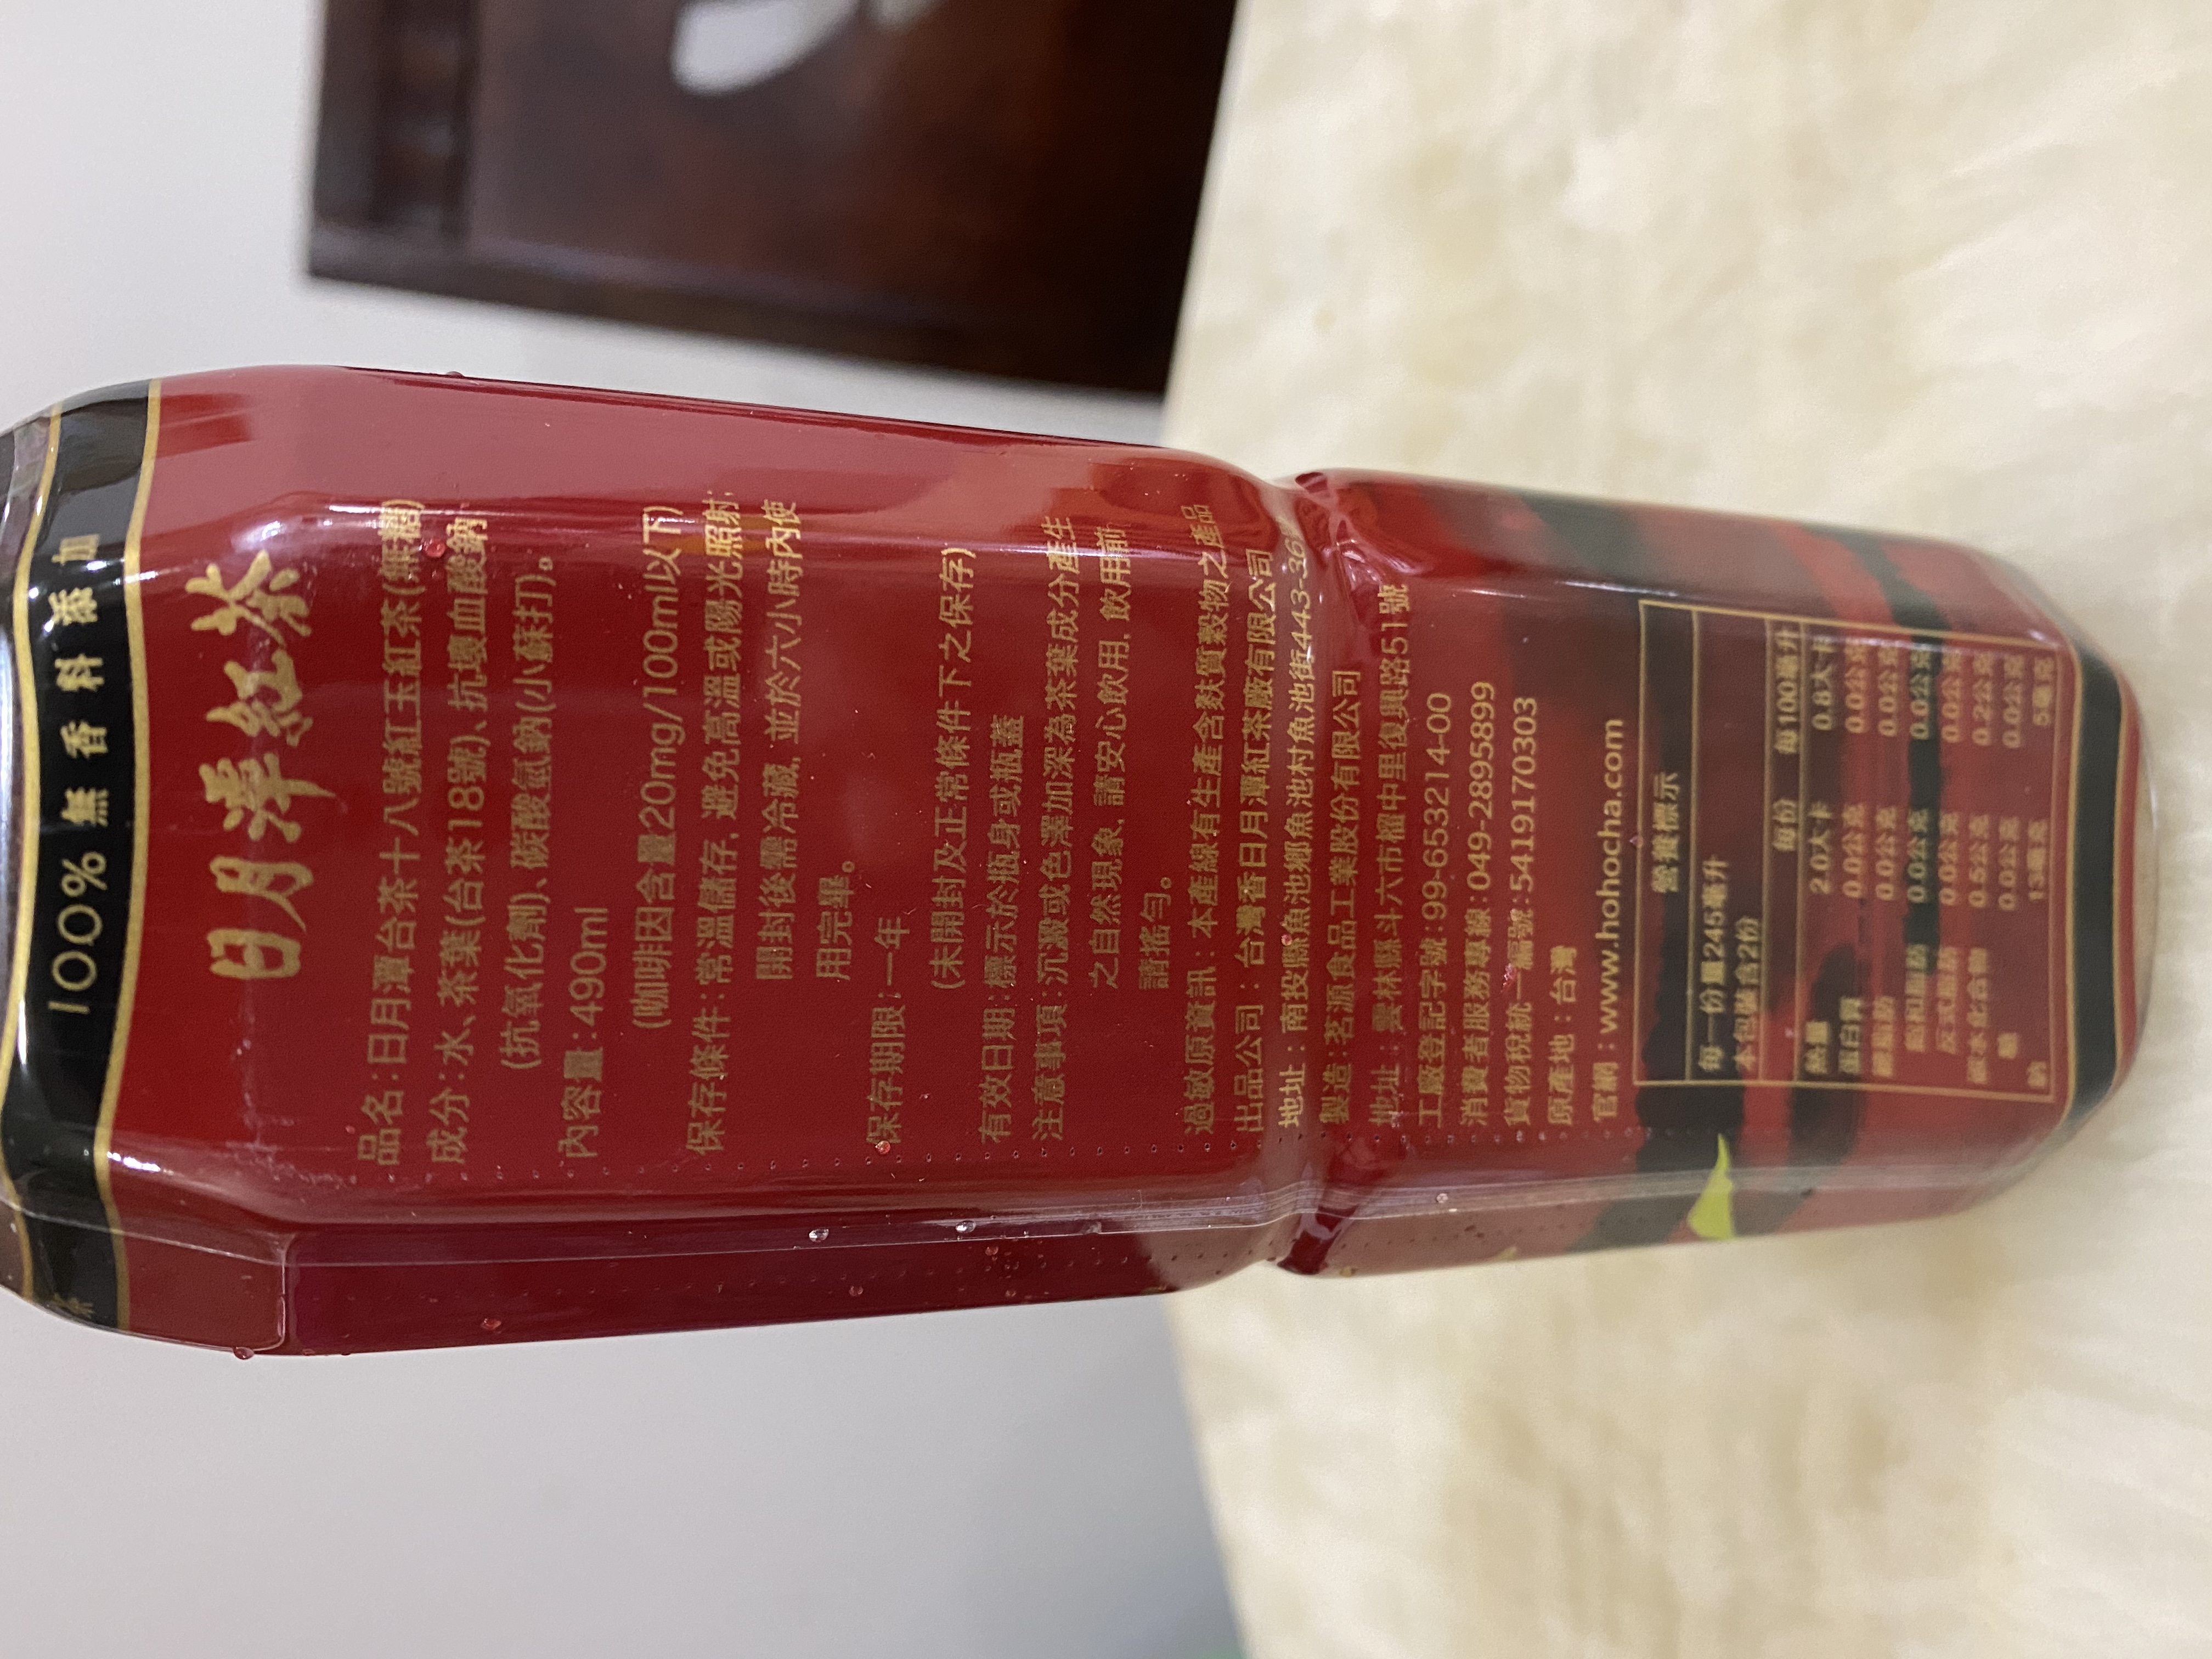 100% 無香料添加
日月潭紅茶
品名:日月潭台茶十八號紅玉紅茶(無糖)
成分:水、茶葉(台茶18號)、抗壞血酸鈉
(抗氧化劑)、碳酸氫鈉(小蘇打)。
內容量:490ml
(咖啡因含量20mg/100ml以下)
保存條件:常溫儲存,避免高溫或陽光照射,
開封後需冷藏,並於六小時內使
用完畢。
保存期限:一年
(未開封及正常條件下之保存)
有效日期:標示於瓶身或瓶蓋
注意事項:沉澱或色澤加深為茶葉成分產生
之自然現象,請安心飲用,飲用前
請搖勻。
過敏原資訊:本產線有生產含麩質穀物之產品
出品公司:台灣香日月潭紅茶廠有限公司
地址:南投縣魚池鄉魚池村魚池街443-36
製造:茗源食品工業股份有限公司
地址:雲林縣斗六市榴中里復興路51號
工廠登記字號:99-653214-00
消費者服務專線:049-2895899
貨物稅統一編號:54191170303
原產地:台灣
官網:www.hohocha.com
營養標示
每一份量245毫升
本包裝含2份
每份 每100毫升
熱量 2.0大卡 0.8大卡
蛋白質 0.0公克 0.0公克
總脂肪 0.0公克 0.0公克
飽和脂肪 0.0公克 0.0公克
反式脂肪 0.0公克 0.0公克
碳水化合物 0.5公克 0.2公克
糖 0.0公克 0.0公克
鈉 13毫克 5毫克
茶